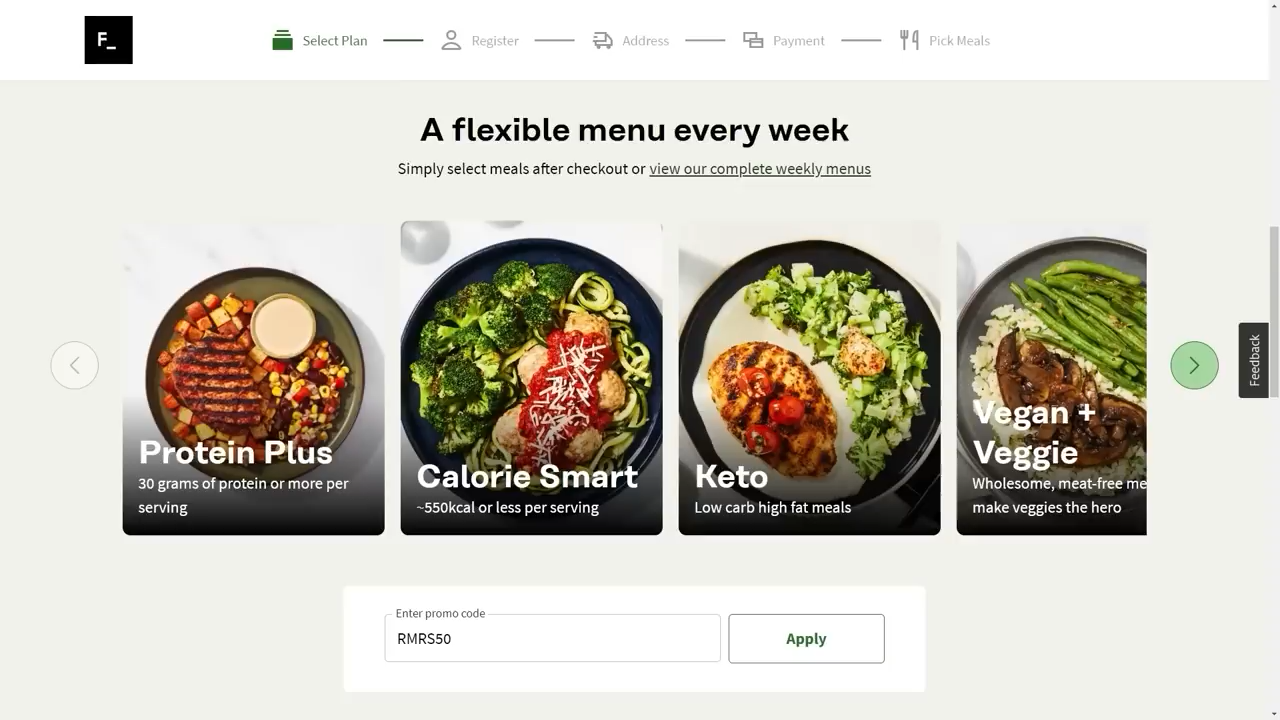 F_
Select Plan
Register
Address
Payment
Pick Meals
A flexible menu every week
Simply select meals after checkout or view our complete weekly menus
Protein Plus
30 grams of protein or more per
serving
Calorie Smart
~550kcal or less per serving
Keto
Low carb high fat meals
Vegan +
Veggie
Wholesome, meat-free me
make veggies the hero
Feedback
Enter promo code
RMRS50
Apply